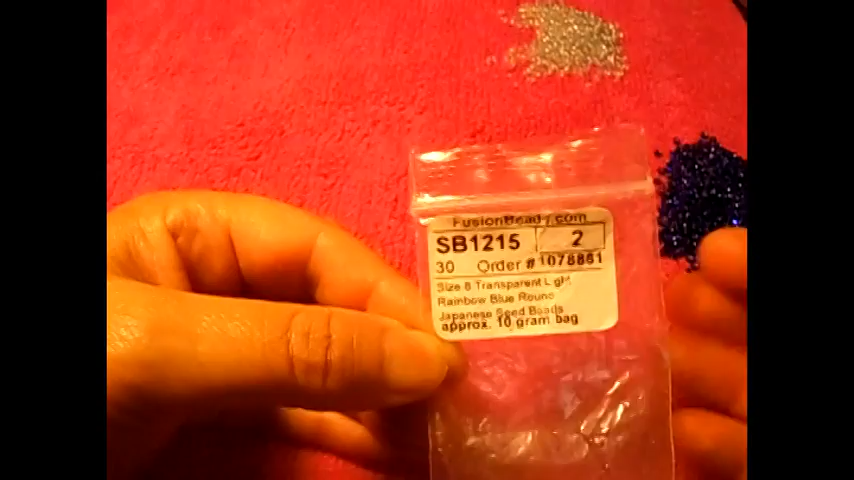 FusionBeads.com
SB1215 2
30 Order #1078861
Size 8 Transparent Light
Rainbow Blue Round
Japanese Seed Beads
approx. 10 gram bag